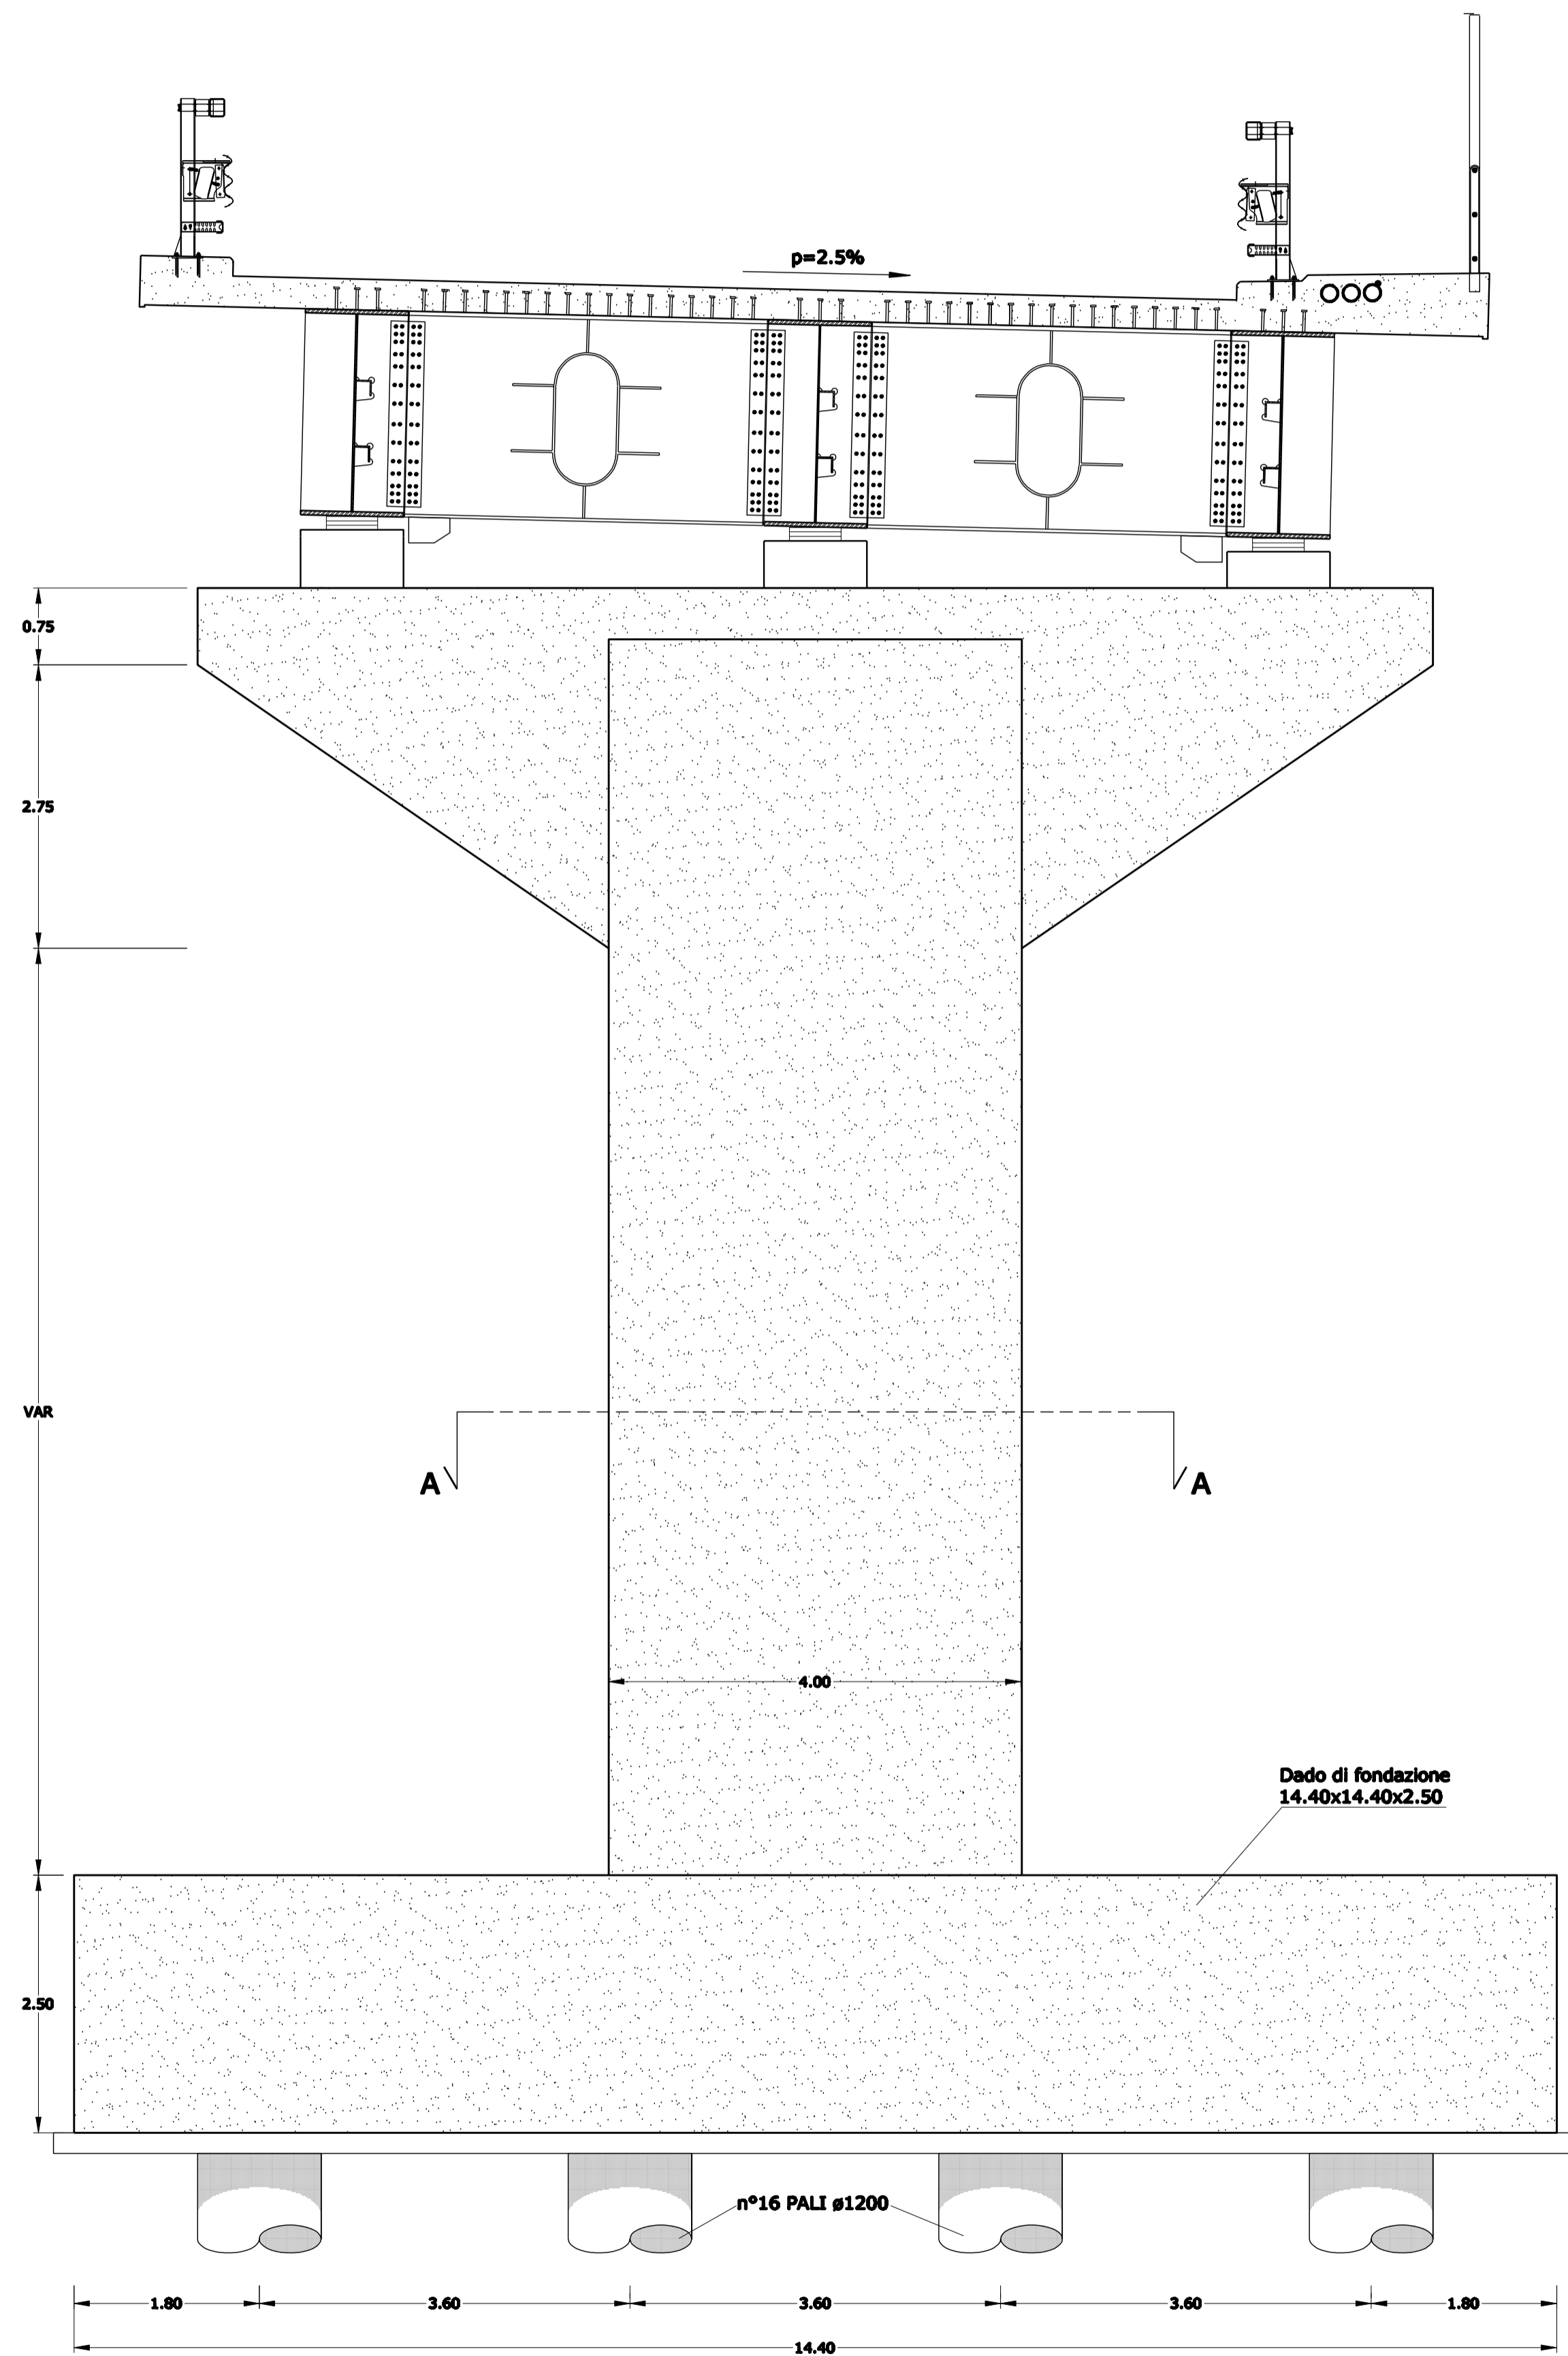 p=2.5%
0.75
2.75
VAR
A
A
4.00
Dado di fondazione
14.40x14.40x2.50
2.50
n°16 PALI ø1200
1.80
3.60
3.60
3.60
1.80
14.40